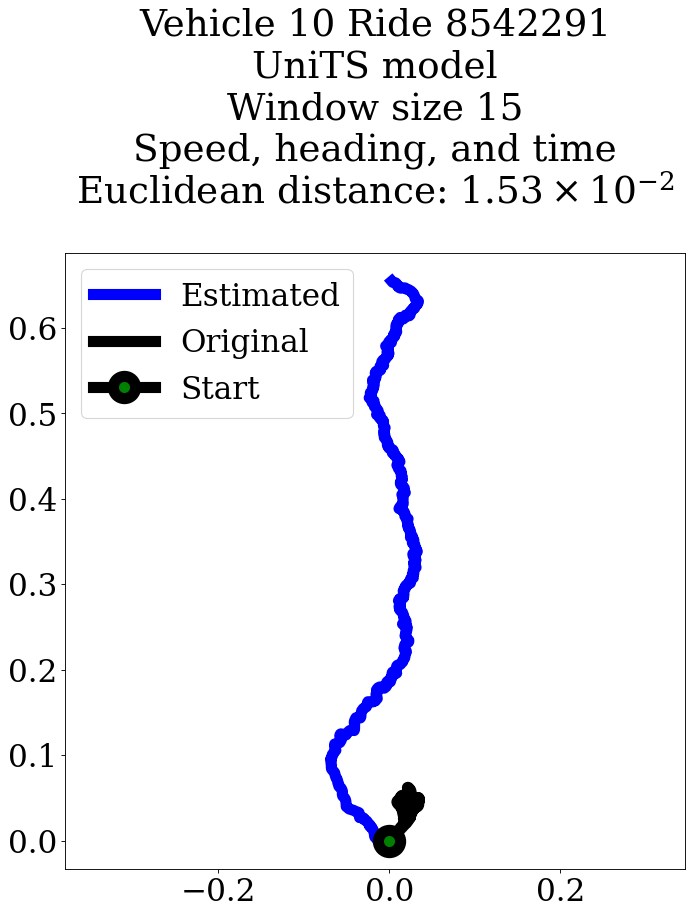 Vehicle 10 Ride 8542291
UniTS model
Window size 15
Speed, heading, and time
Euclidean distance: 1.53 × 10⁻²
Estimated
Original
Start
0.6
0.5
0.4
0.3
0.2
0.1
0.0
−0.2 0.0 0.2